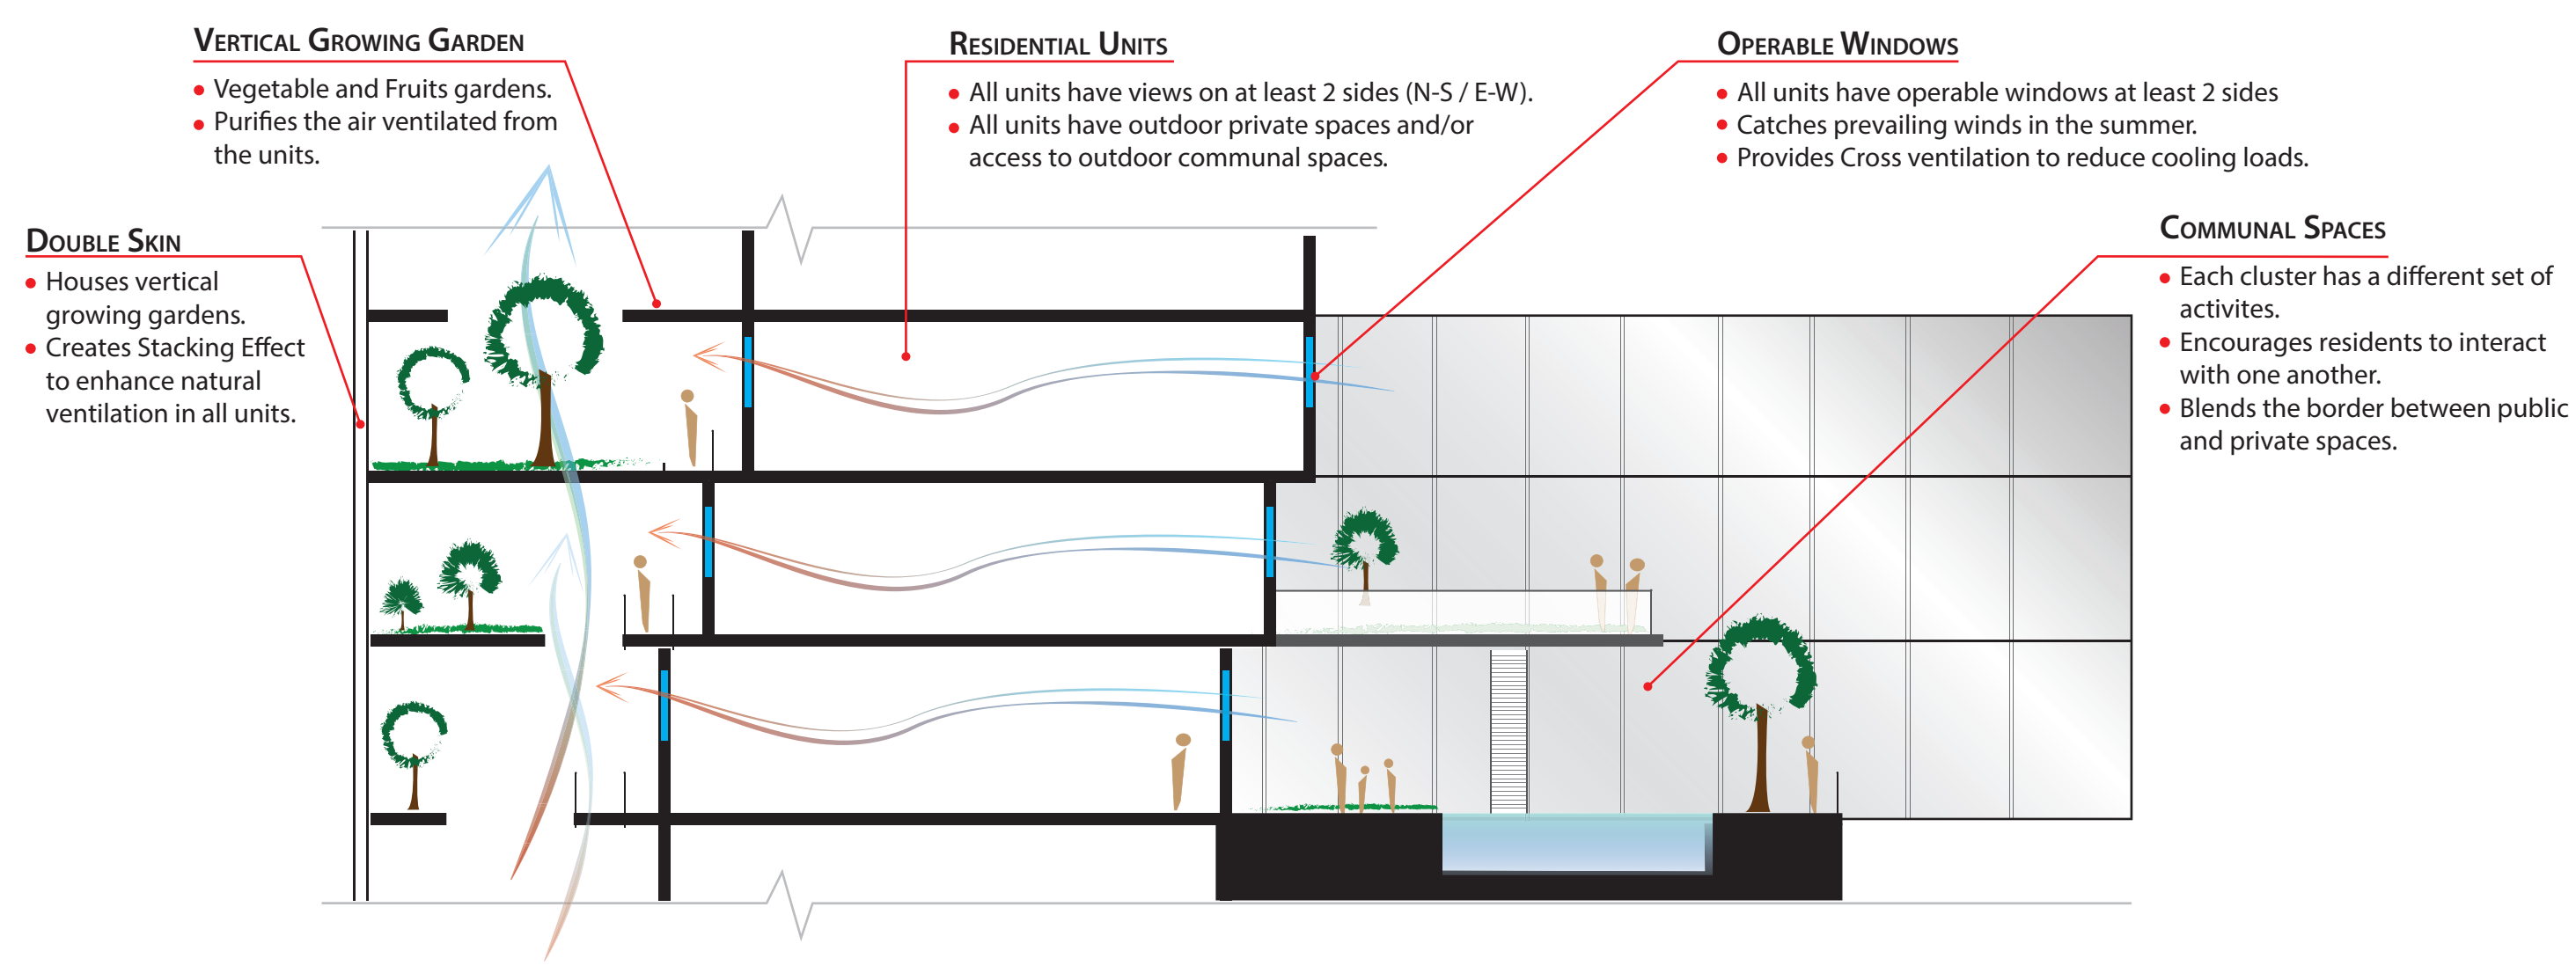 VERTICAL GROWING GARDEN
• Vegetable and Fruits gardens.
• Purifies the air ventilated from
the units.
RESIDENTIAL UNITS
• All units have views on at least 2 sides (N-S / E-W).
• All units have outdoor private spaces and/or
access to outdoor communal spaces.
OPERABLE WINDOWS
• All units have operable windows at least 2 sides
• Catches prevailing winds in the summer.
• Provides Cross ventilation to reduce cooling loads.
DOUBLE SKIN
• Houses vertical
growing gardens.
• Creates Stacking Effect
to enhance natural
ventilation in all units.
COMMUNAL SPACES
• Each cluster has a different set of
activites.
• Encourages residents to interact
with one another.
• Blends the border between public
and private spaces.